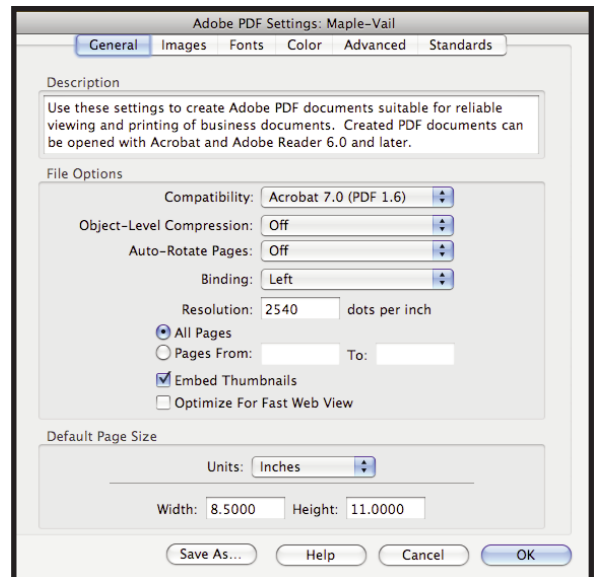 Adobe PDF Settings: Maple-Vail
General Images Fonts Color Advanced Standards
Description
Use these settings to create Adobe PDF documents suitable for reliable
viewing and printing of business documents.  Created PDF documents can
be opened with Acrobat and Adobe Reader 6.0 and later.
File Options
Compatibility: Acrobat 7.0 (PDF 1.6)
Object-Level Compression: Off
Auto-Rotate Pages: Off
Binding: Left
Resolution: 2540 dots per inch
All Pages
Pages From: To:
Embed Thumbnails
Optimize For Fast Web View
Default Page Size
Units: Inches
Width: 8.5000 Height: 11.0000
Save As... Help Cancel OK